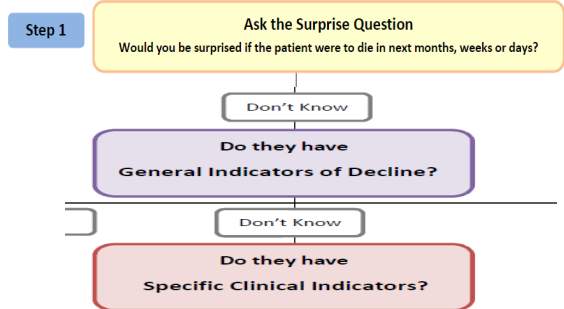 Step 1
Ask the Surprise Question
Would you be surprised if the patient were to die in next months, weeks or days?
Don't Know
Do they have
General Indicators of Decline?
Don't Know
Do they have
Specific Clinical Indicators?